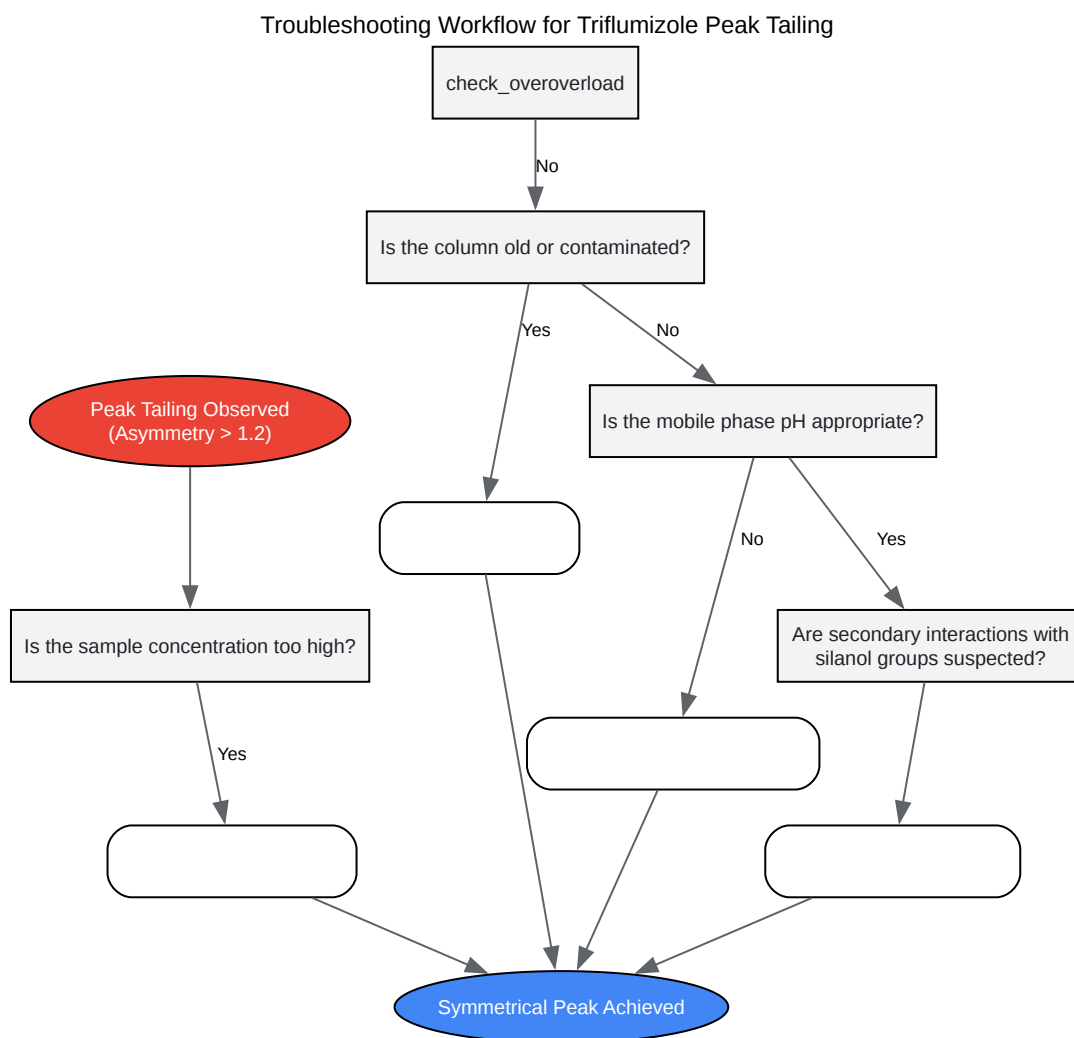 Troubleshooting Workflow for Triflumizole Peak Tailing
check_overoverload
No
Is the column old or contaminated?
Yes
No
Peak Tailing Observed
(Asymmetry > 1.2)
Is the mobile phase pH appropriate?
No
Yes
Is the sample concentration too high?
Are secondary interactions with
silanol groups suspected?
Yes
Symmetrical Peak Achieved